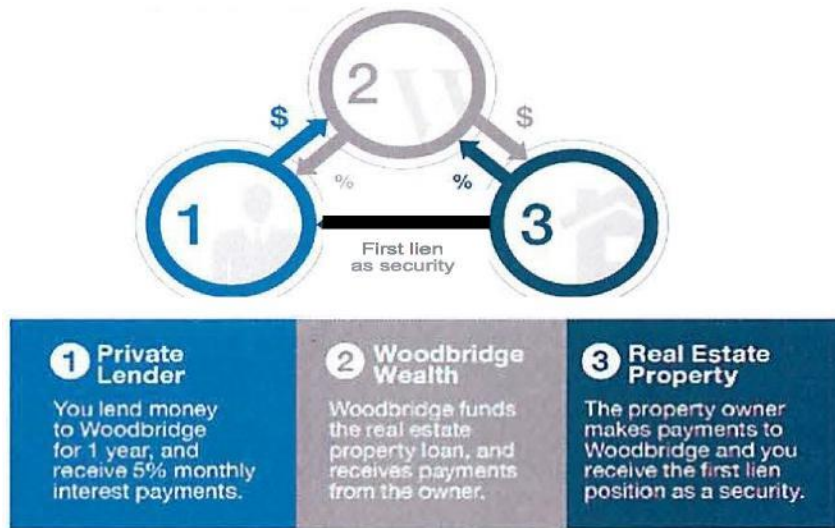 2
$
$
%
%
1
3
First lien
as security
1 Private
Lender
You lend money
to Woodbridge
for 1 year, and
receive 5% monthly
interest payments.
2 Woodbridge
Wealth
Woodbridge funds
the real estate
property loan, and
receives payments
from the owner.
3 Real Estate
Property
The property owner
makes payments to
Woodbridge and you
receive the first lien
position as a security.